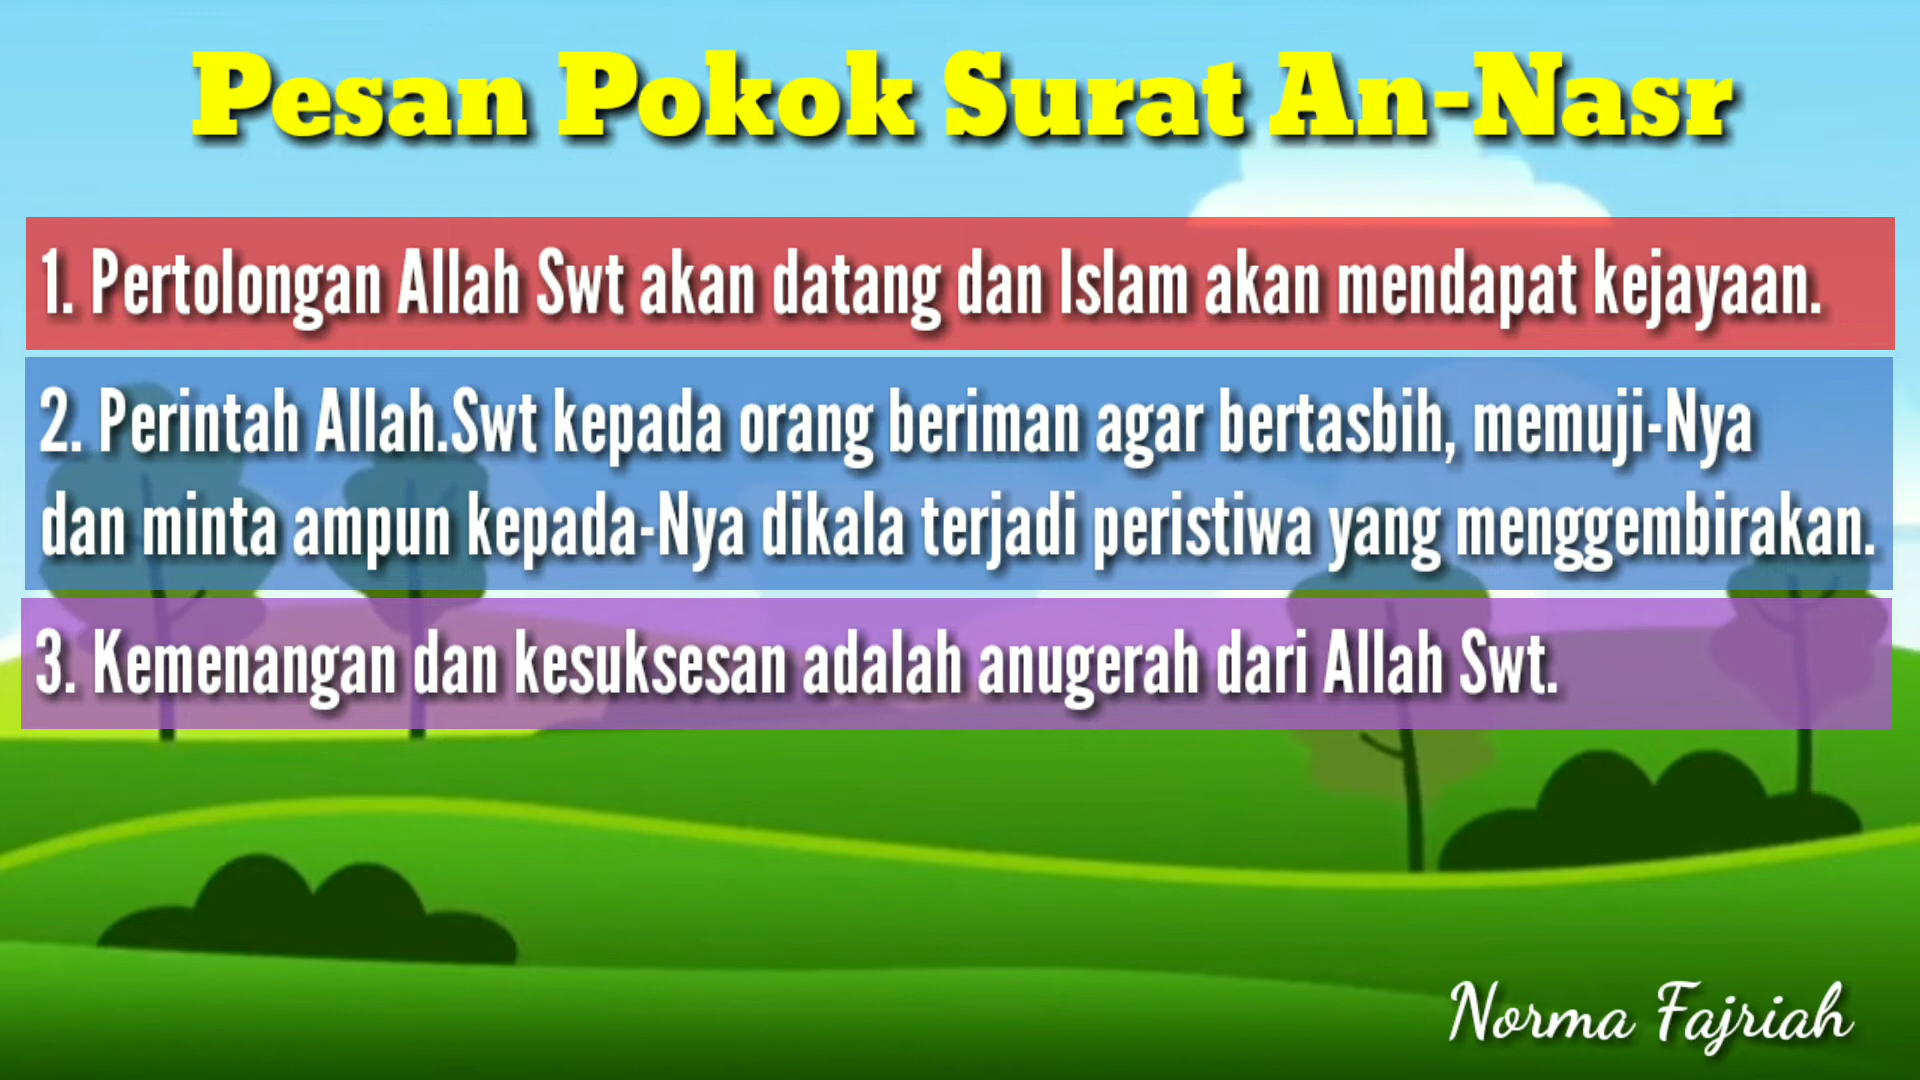 Pesan Pokok Surat An-Nasr
1. Pertolongan Allah Swt akan datang dan Islam akan mendapat kejayaan.
2. Perintah Allah.Swt kepada orang beriman agar bertasbih, memuji-Nya
dan minta ampun kepada-Nya dikala terjadi peristiwa yang menggembirakan.
3. Kemenangan dan kesuksesan adalah anugerah dari Allah Swt.
Norma Fajriah